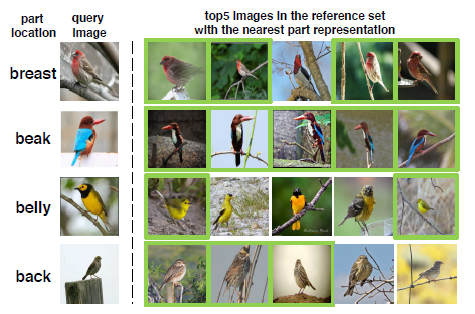 part
location
query
image
top5 images in the reference set
with the nearest part representation
breast
beak
belly
back